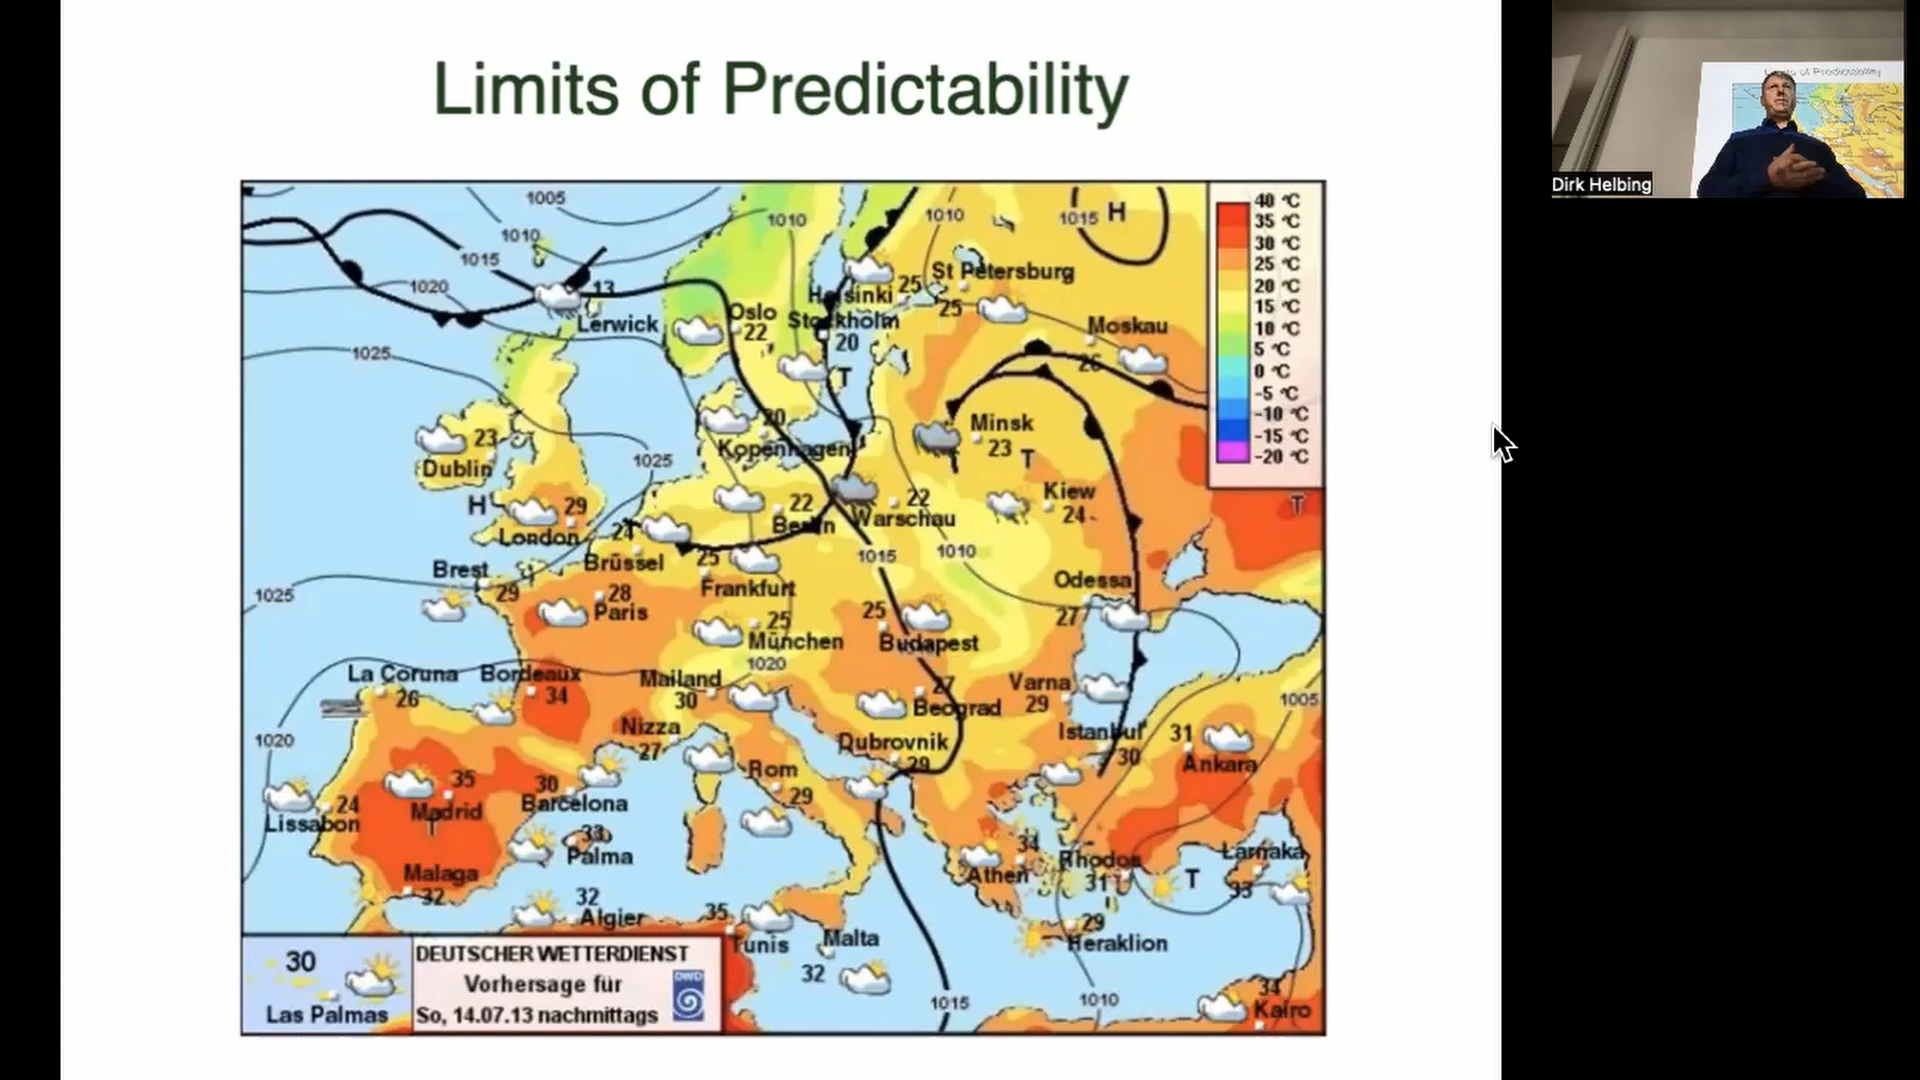 Limits of Predictability
Dirk Helbing
1005
1010
1010
1010
1015
H
1015
1020
1025
13
Lerwick
Oslo
22
Helsinki
25
Stockholm
20
T
St Petersburg
25
Moskau
26
40 °C
35 °C
30 °C
25 °C
20 °C
15 °C
10 °C
5 °C
0 °C
-5 °C
-10 °C
-15 °C
-20 °C
23
Dublin
20
Kopenhagen
Minsk
23
T
1025
H
29
London
24
Brüssel
22
Berlin
22
Warschau
Kiew
24
T
Brest
29
1025
28
Paris
25
Frankfurt
1015
1010
Odessa
27
25
München
1020
25
Budapest
La Coruna
26
Bordeaux
34
Mailand
30
27
Beograd
Varna
29
1005
1020
Nizza
27
Dubrovnik
29
Istanbul
30
31
Ankara
24
Lissabon
35
Madrid
T
30
Barcelona
Rom
29
33
Palma
34
Athen
Rhodos
31
T
Larnaka
33
Malaga
32
32
Algier
35
Tunis
Malta
32
29
Heraklion
1015
1010
34
Kairo
30
Las Palmas
DEUTSCHER WETTERDIENST
Vorhersage für
So, 14.07.13 nachmittags
DWD